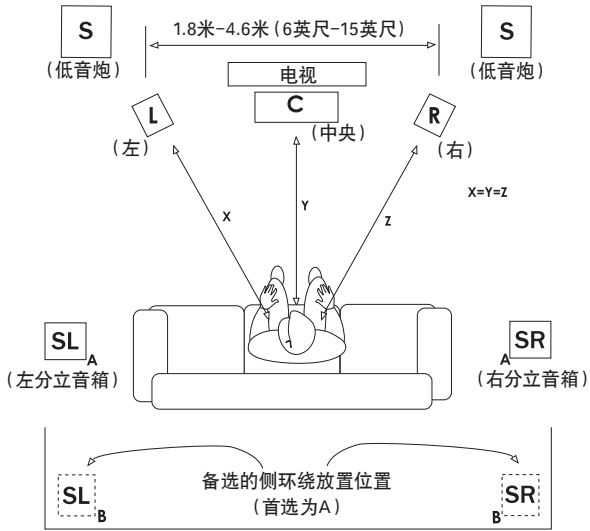 S
1.8米-4.6米（6英尺-15英尺）
S
（低音炮）
电视
（低音炮）
L
C
R
（左）
（中央）
（右）
X=Y=Z
X
Y
Z
SL
A
（左分立音箱）
SR
A
（右分立音箱）
备选的侧环绕放置位置
（首选为A）
SL
B
SR
B